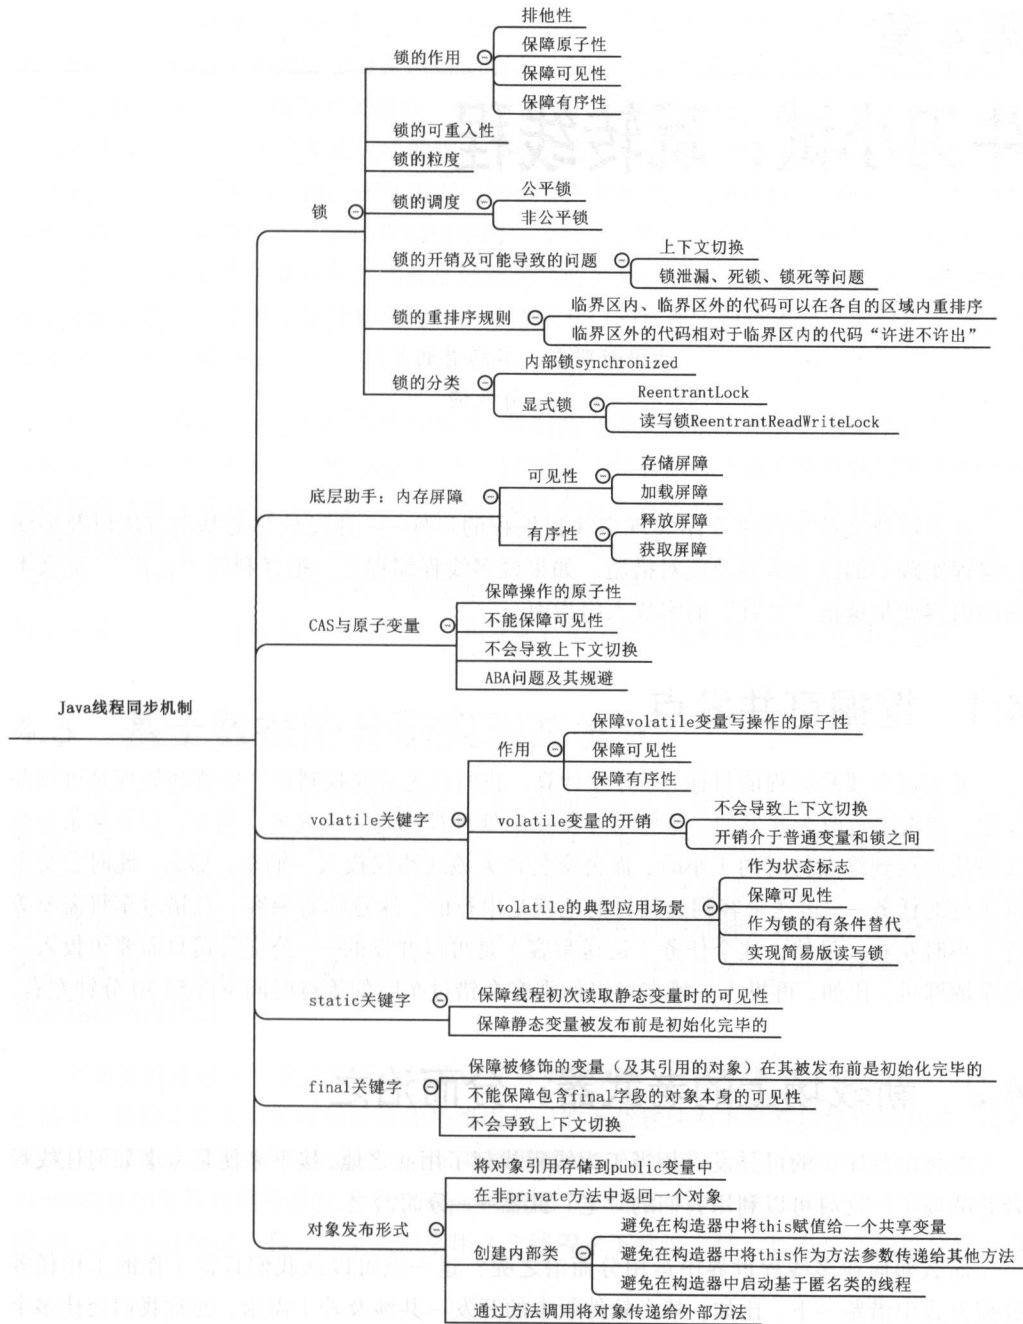 Java线程同步机制
锁
锁的作用
排他性
保障原子性
保障可见性
保障有序性
锁的可重入性
锁的粒度
锁的调度
公平锁
非公平锁
锁的开销及可能导致的问题
上下文切换
锁泄漏、死锁、锁死等问题
锁的重排序规则
临界区内、临界区外的代码可以在各自的区域内重排序
临界区外的代码相对于临界区内的代码“许进不许出”
锁的分类
内部锁synchronized
显式锁
ReentrantLock
读写锁ReentrantReadWriteLock
底层助手：内存屏障
可见性
存储屏障
加载屏障
有序性
释放屏障
获取屏障
CAS与原子变量
保障操作的原子性
不能保障可见性
不会导致上下文切换
ABA问题及其规避
volatile关键字
作用
保障volatile变量写操作的原子性
保障可见性
保障有序性
volatile变量的开销
不会导致上下文切换
开销介于普通变量和锁之间
volatile的典型应用场景
作为状态标志
保障可见性
作为锁的有条件替代
实现简易版读写锁
static关键字
保障线程初次读取静态变量时的可见性
保障静态变量被发布前是初始化完毕的
final关键字
保障被修饰的变量（及其引用的对象）在其被发布前是初始化完毕的
不能保障包含final字段的对象本身的可见性
不会导致上下文切换
对象发布形式
将对象引用存储到public变量中
在非private方法中返回一个对象
创建内部类
避免在构造器中将this赋值给一个共享变量
避免在构造器中将this作为方法参数传递给其他方法
避免在构造器中启动基于匿名类的线程
通过方法调用将对象传递给外部方法